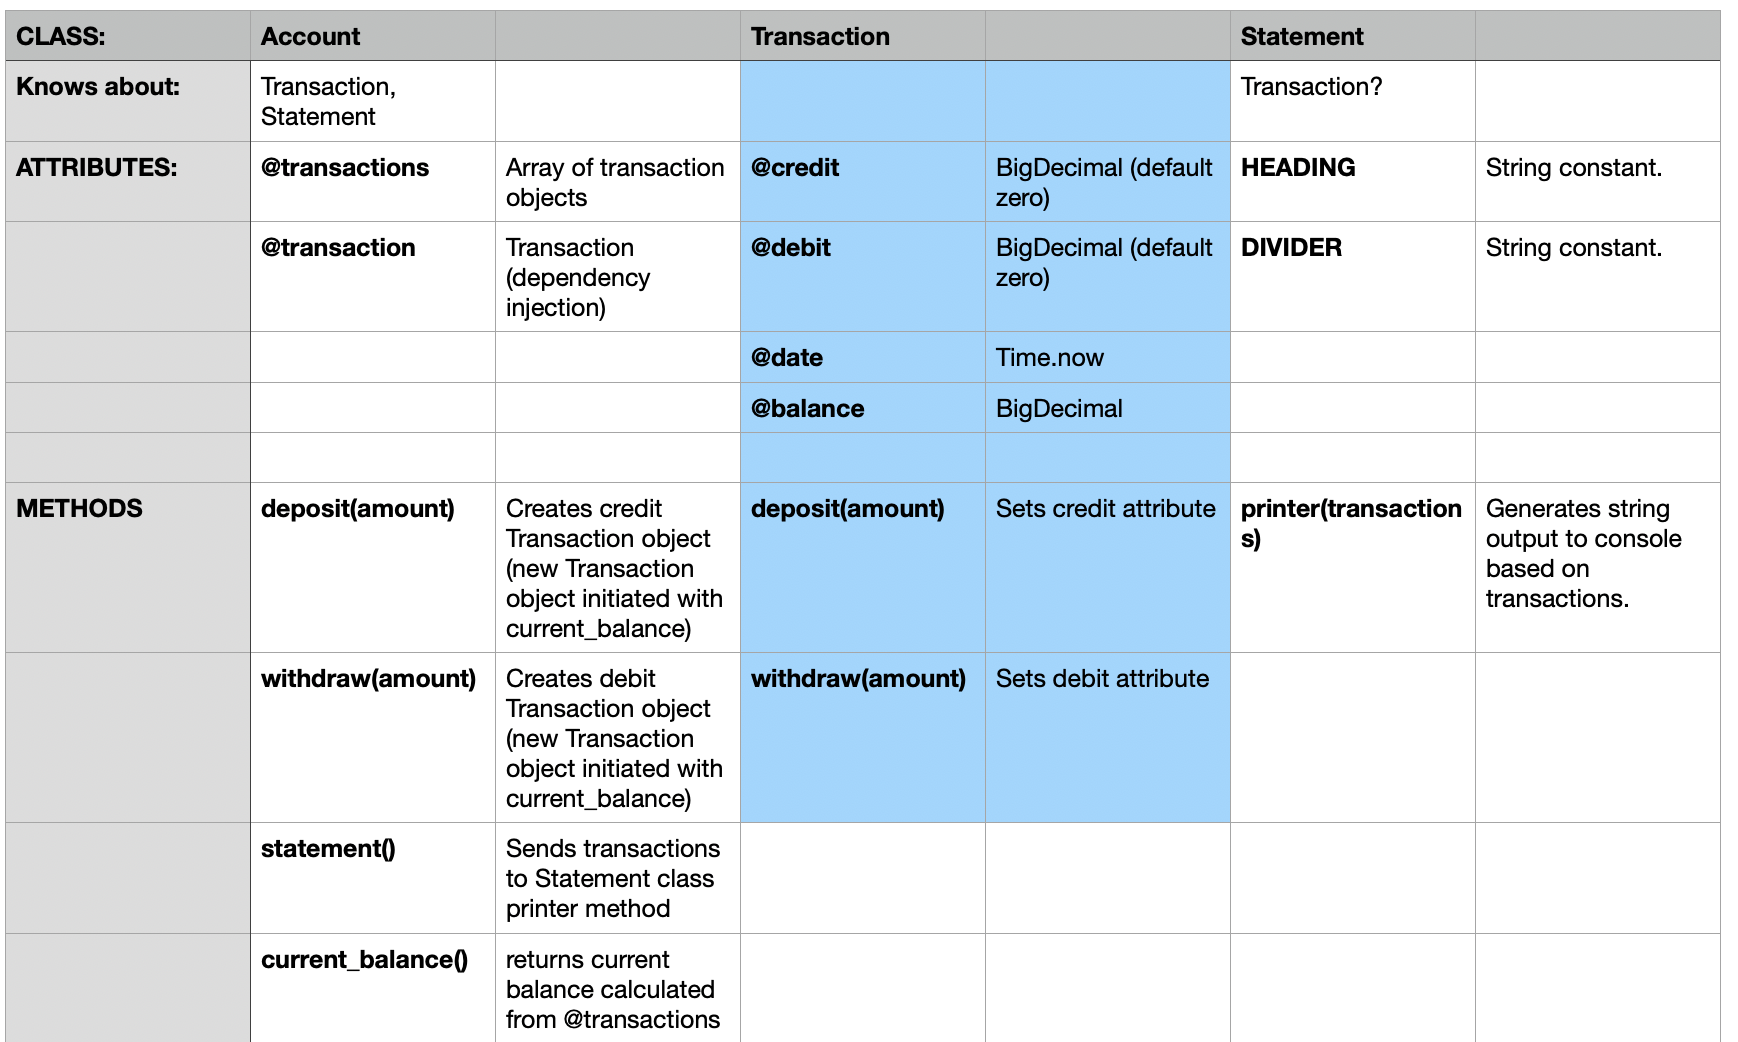 CLASS: Account Transaction Statement
Knows about: Transaction, Transaction?
Statement
ATTRIBUTES: @transactions Array of transaction @credit BigDecimal (default HEADING String constant.
objects zero)
@transaction Transaction @debit BigDecimal (default DIVIDER String constant.
(dependency zero)
injection)
@date Time.now
@balance BigDecimal
METHODS deposit(amount) Creates credit deposit(amount) Sets credit attribute printer(transaction Generates string
Transaction object s) output to console
(new Transaction based on
object initiated with transactions.
current_balance)
withdraw(amount) Creates debit withdraw(amount) Sets debit attribute
Transaction object
(new Transaction
object initiated with
current_balance)
statement() Sends transactions
to Statement class
printer method
current_balance() returns current
balance calculated
from @transactions